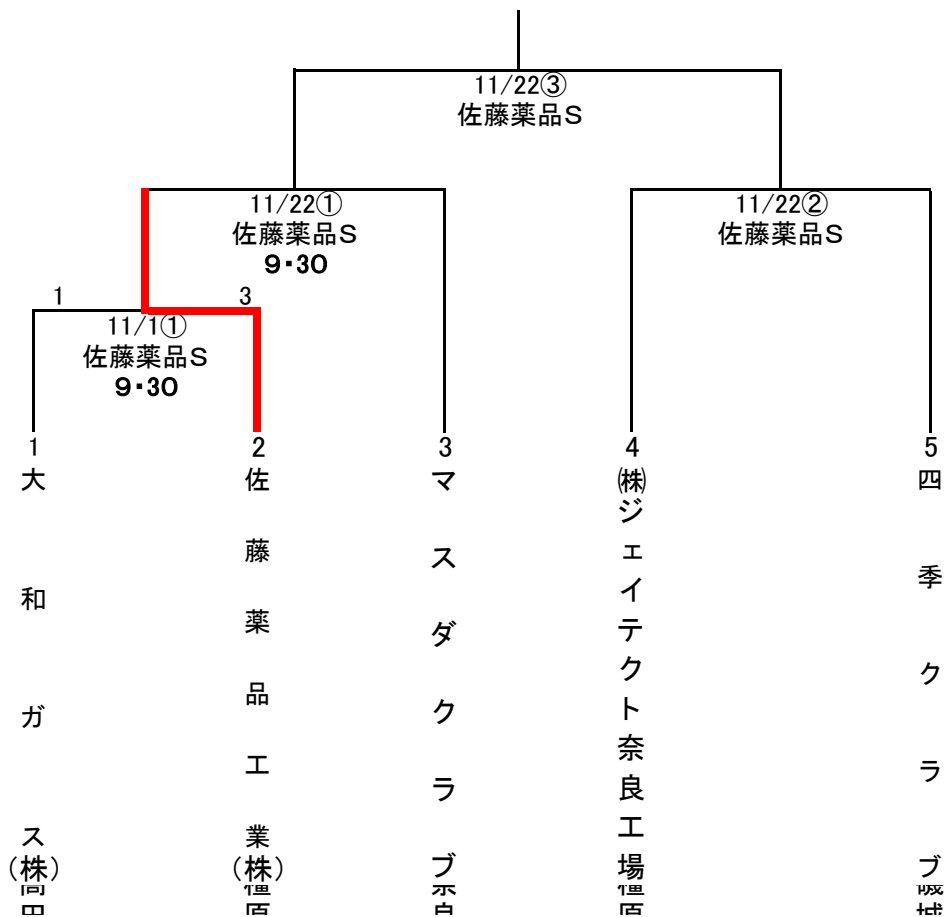 11/22③
佐藤薬品S
11/22①
佐藤薬品S
9・30
11/22②
佐藤薬品S
1
3
11/1①
佐藤薬品S
9・30
1
大和ガス(株)
2
佐藤薬品工業(株)
3
マスダクラブ
4
㈱ジェイテクト奈良工場
5
四季クラブ